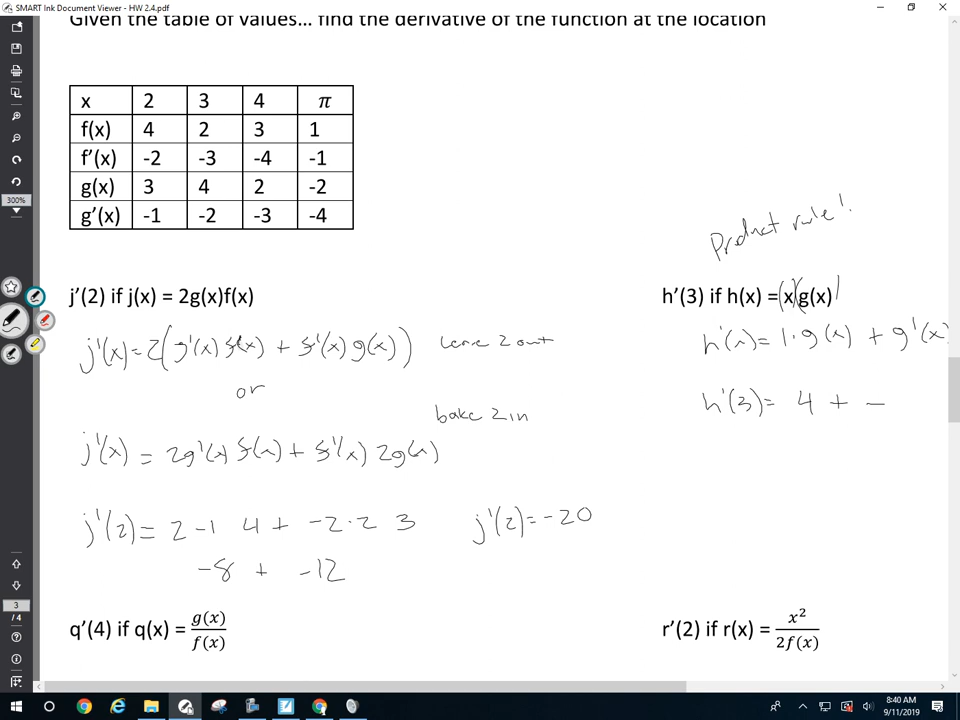 SMART Ink Document Viewer - HW 2.4.pdf
Given the table of values... find the derivative of the function at the location
x 2 3 4 π
f(x) 4 2 3 1
f'(x) -2 -3 -4 -1
g(x) 3 4 2 -2
g'(x) -1 -2 -3 -4
300%
Product rule!
j'(2) if j(x) = 2g(x)f(x)
h'(3) if h(x) = (x)(g(x))
j'(x) = 2(g'(x) f(x) + f'(x) g(x))
leave 2 out
h'(x) = 1·g(x) + g'(x)
or
h'(3) = 4 + -
bake 2 in
j'(x) = 2g'(x) f(x) + f'(x) 2g(x)
j'(2) = 2 -1 4 + -2·2 3
j'(2) = -20
-8 + -12
3
/ 4
q'(4) if q(x) = g(x)/f(x)
r'(2) if r(x) = x²/2f(x)
8:40 AM
9/11/2019